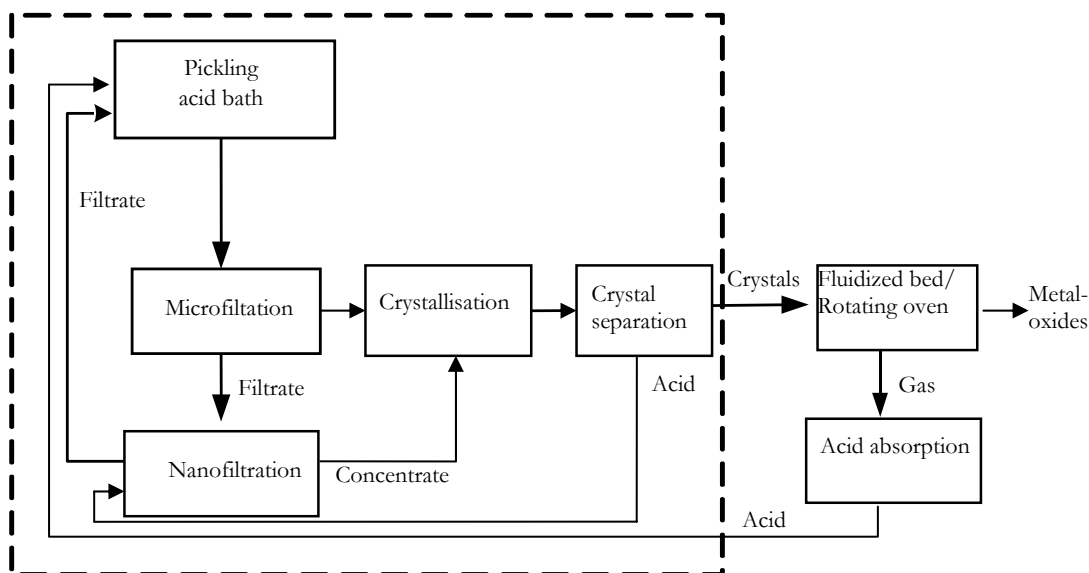 Pickling
acid bath
Filtrate
Microfiltation
Crystallisation
Crystal
separation
Crystals
Fluidized bed/
Rotating oven
Metal-
oxides
Filtrate
Acid
Gas
Nanofiltration
Concentrate
Acid absorption
Acid